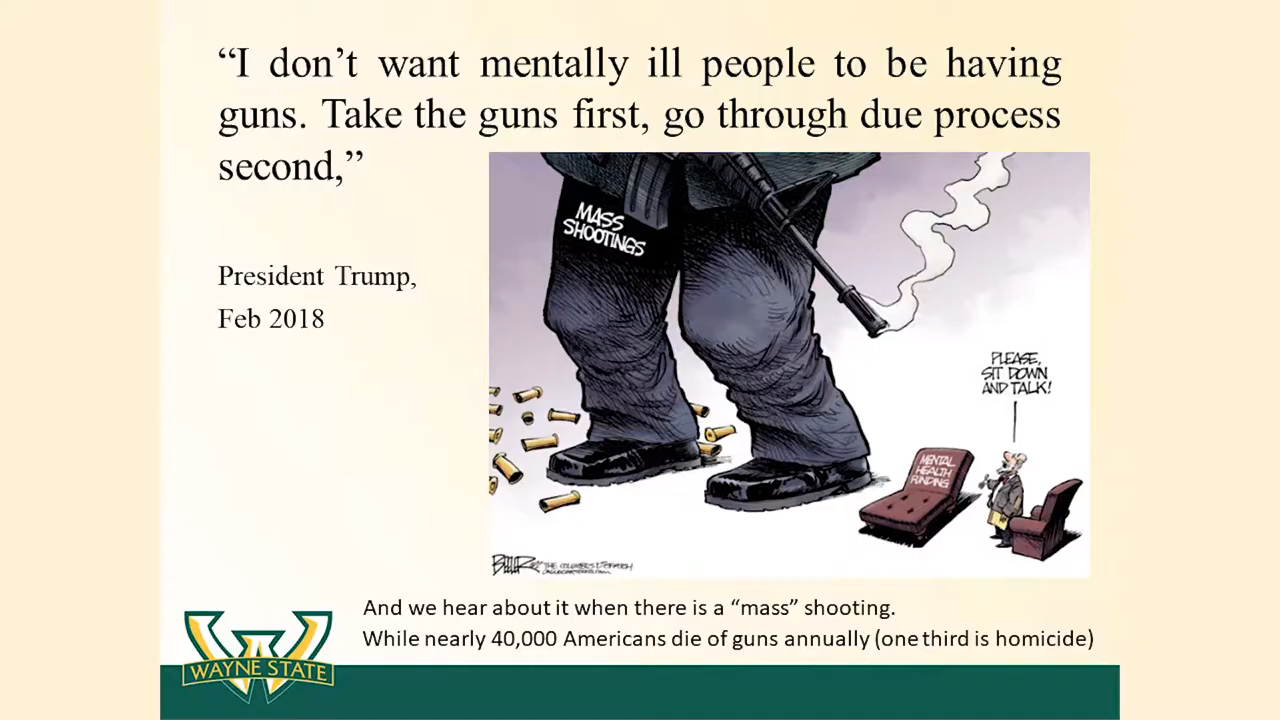 “I don’t want mentally ill people to be having
guns. Take the guns first, go through due process
second,”
President Trump,
Feb 2018
MASS
SHOOTINGS
PLEASE,
SIT DOWN
AND TALK!
MENTAL
HEALTH
FUNDING
THE COLUMBUS DISPATCH
And we hear about it when there is a “mass” shooting.
While nearly 40,000 Americans die of guns annually (one third is homicide)
WAYNE STATE